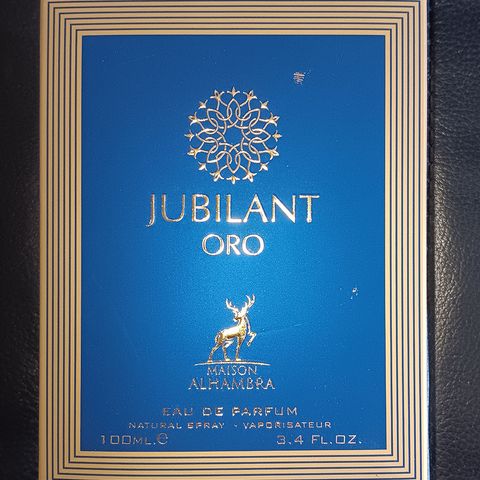 JUBILANT
ORO
MAISON
ALHAMBRA
EAU DE PARFUM
NATURAL SPRAY - VAPORISATEUR
100ML.℮ 3.4 FL.OZ.